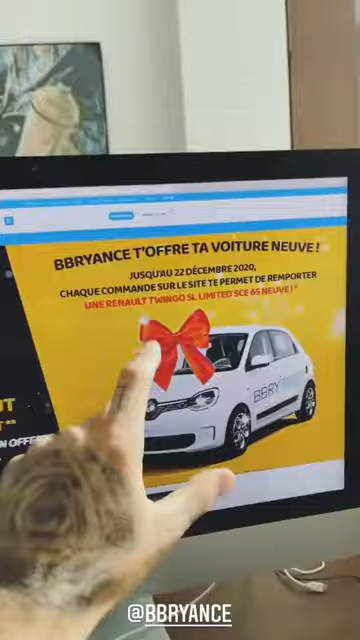 BBRYANCE T'OFFRE TA VOITURE NEUVE !
JUSQU'AU 22 DÉCEMBRE 2020,
CHAQUE COMMANDE SUR LE SITE TE PERMET DE REMPORTER
UNE RENAULT TWINGO SL LIMITED SCE 65 NEUVE ! *
BBRY
@BBRYANCE